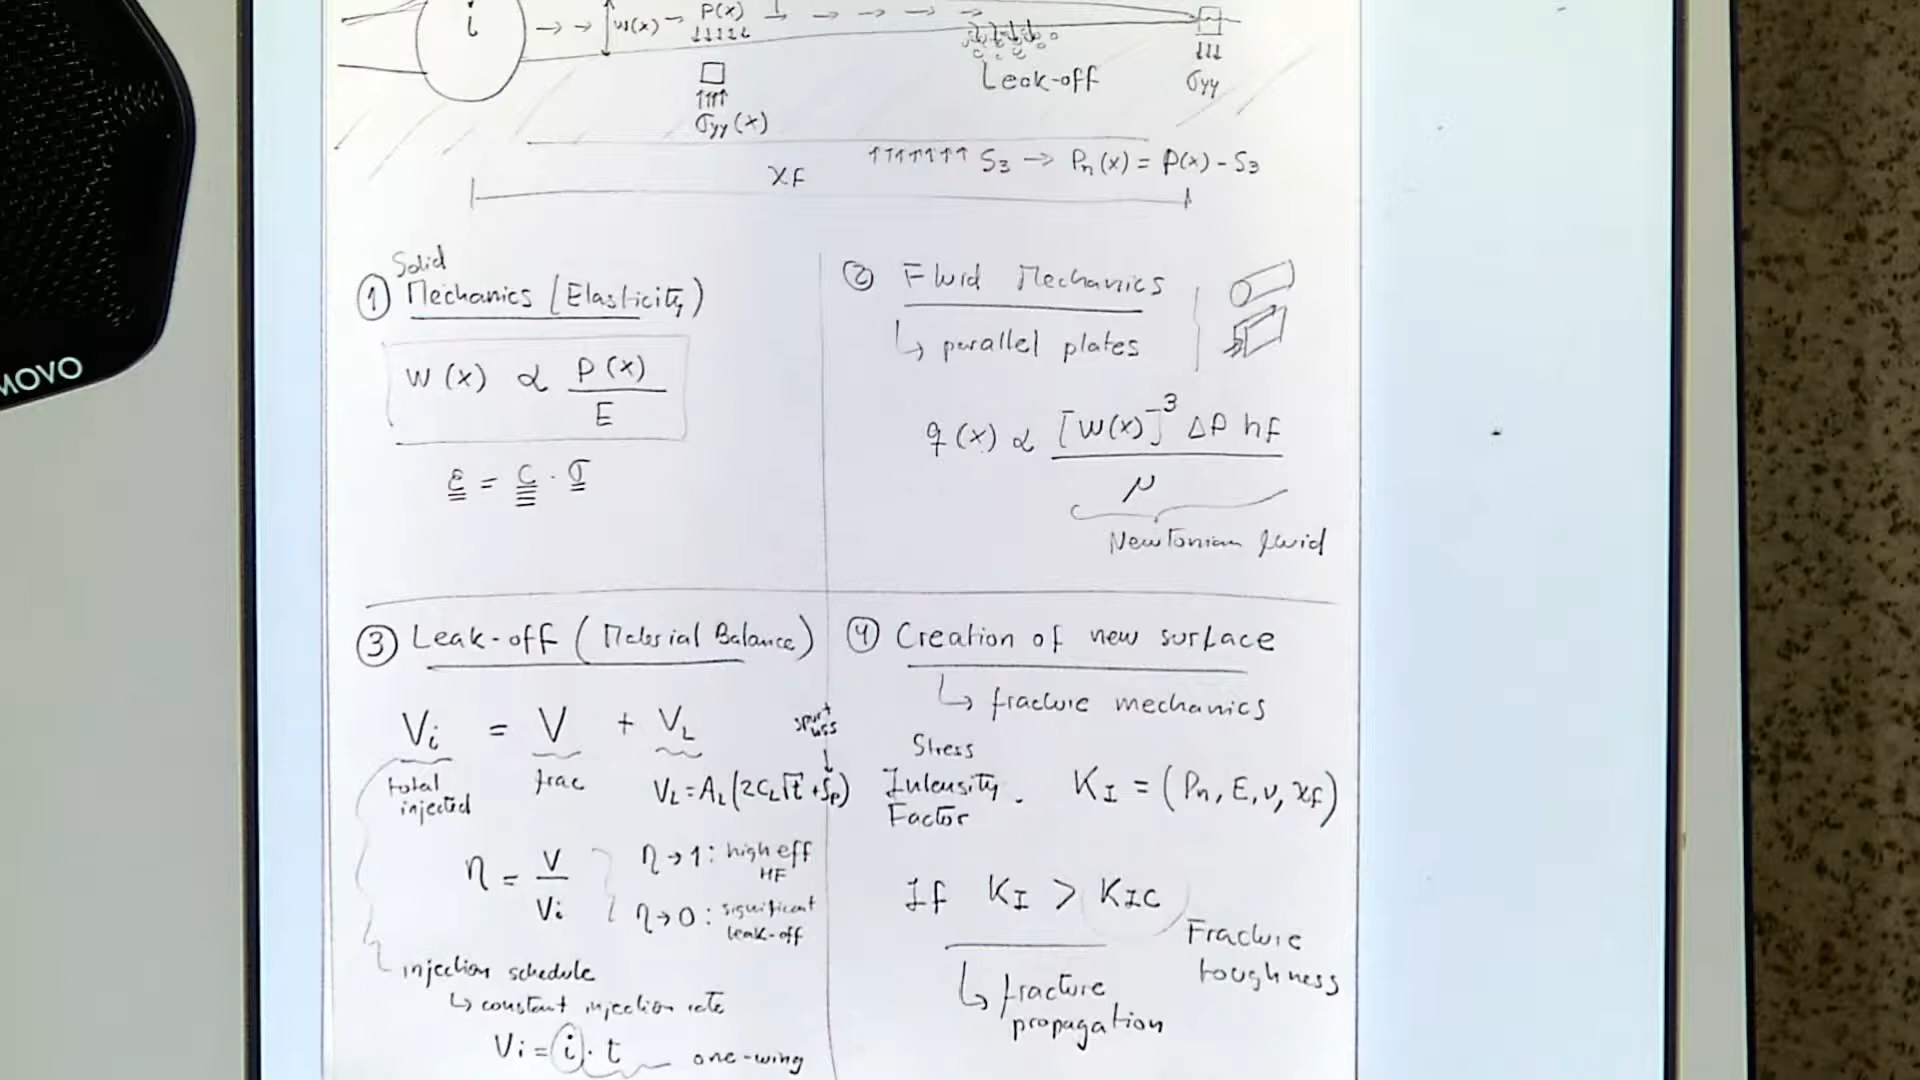 i
w(x)
P(x)
Leak-off
σyy
σyy(x)
S3 → Pn(x) = P(x) - S3
xf
MOVO
① Solid
Mechanics (Elasticity)
w(x) ∝ P(x) / E
ε = C · σ
② Fluid Mechanics
↳ parallel plates
q(x) ∝ [w(x)]^3 ΔP hf / μ
Newtonian fluid
③ Leak-off (Material Balance)
Vi = V + VL
total injected
frac
spurt loss
VL = AL(2CL√t + Sp)
η = V / Vi
η → 1 : high eff HF
η → 0 : significant leak-off
injection schedule
↳ constant injection rate
Vi = i · t
one-wing
④ Creation of new surface
↳ fracture mechanics
Stress
Intensity
Factor
KI = (Pn, E, ν, xf)
If KI > KIC
Fracture
toughness
↳ fracture
propagation